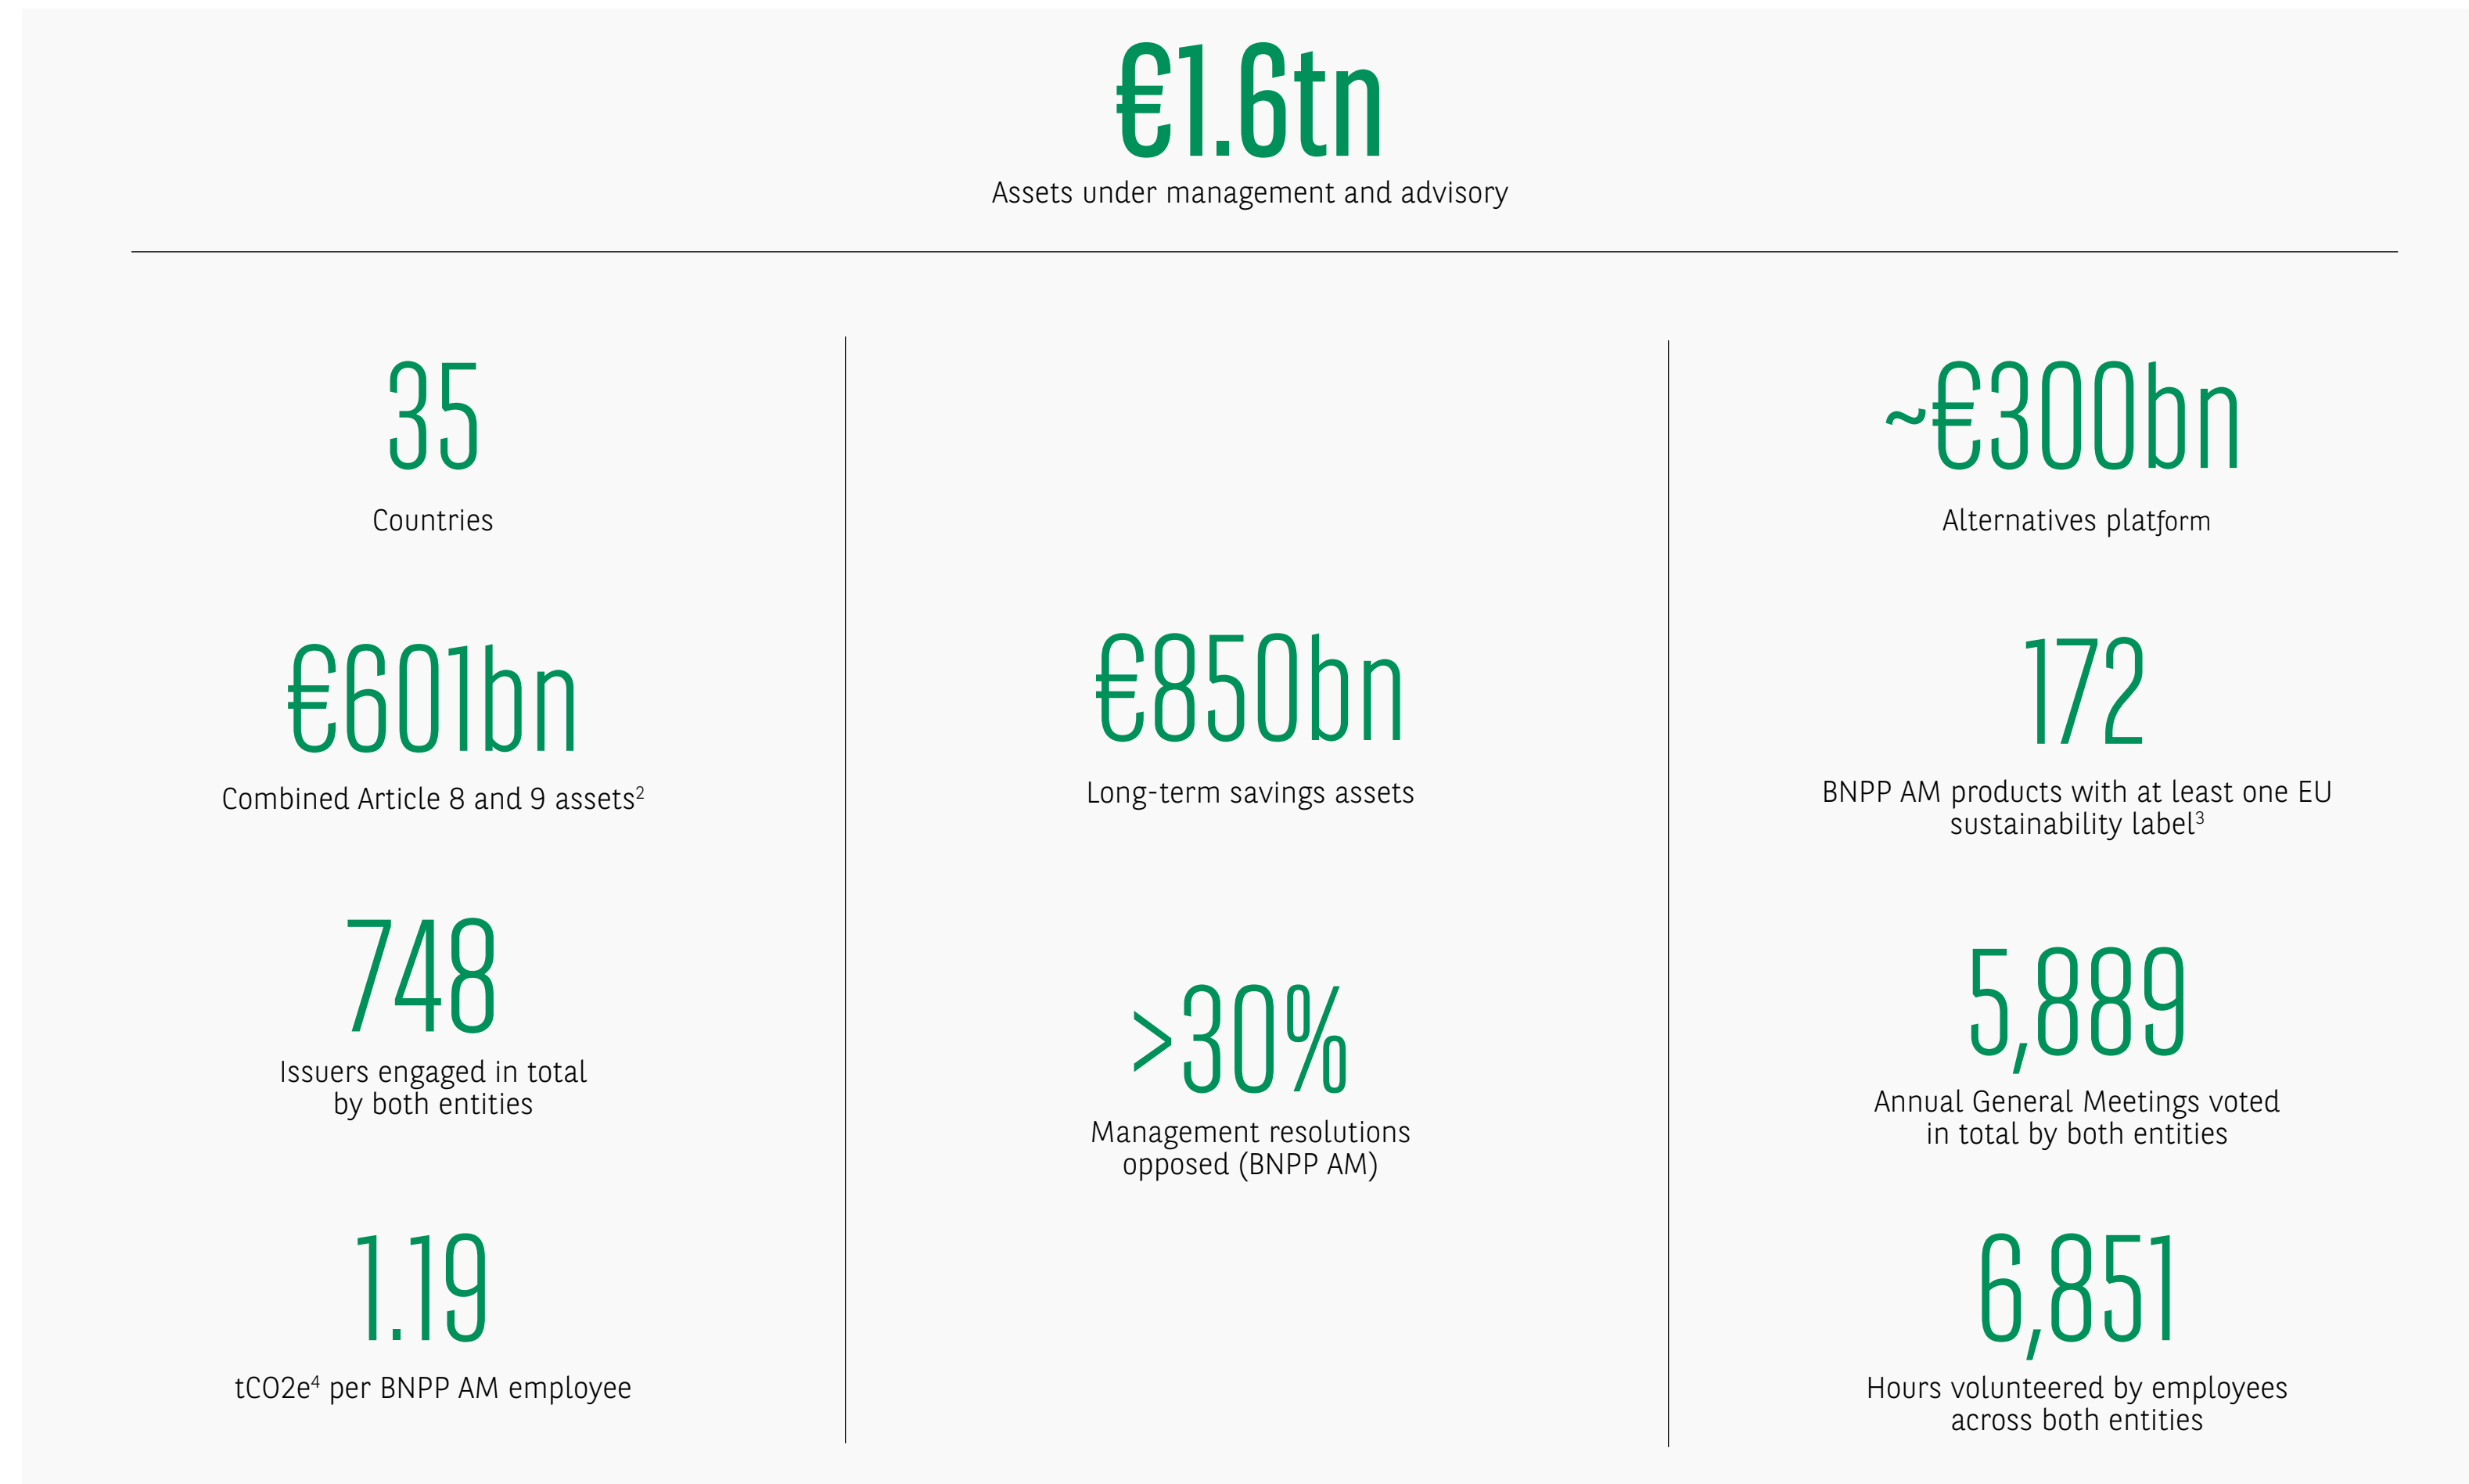 €1.6tn
Assets under management and advisory
35
Countries
€601bn
Combined Article 8 and 9 assets²
748
Issuers engaged in total
by both entities
1.19
tCO2e⁴ per BNPP AM employee
€850bn
Long-term savings assets
>30%
Management resolutions
opposed (BNPP AM)
~€300bn
Alternatives platform
172
BNPP AM products with at least one EU
sustainability label³
5,889
Annual General Meetings voted
in total by both entities
6,851
Hours volunteered by employees
across both entities